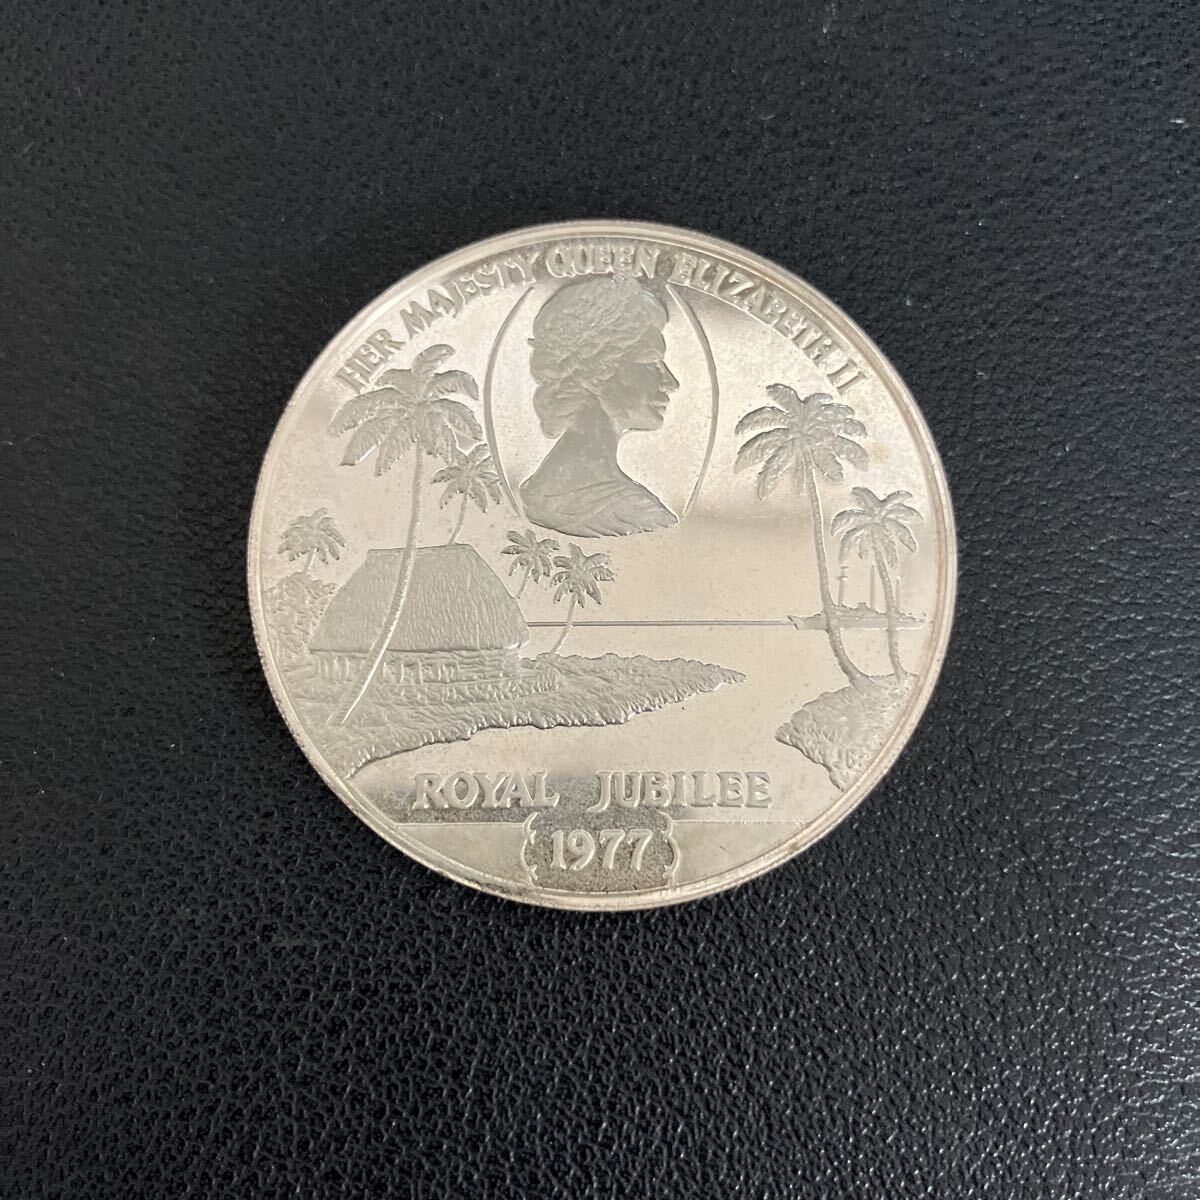 HER MAJESTY QUEEN ELIZABETH II
ROYAL JUBILEE
1977